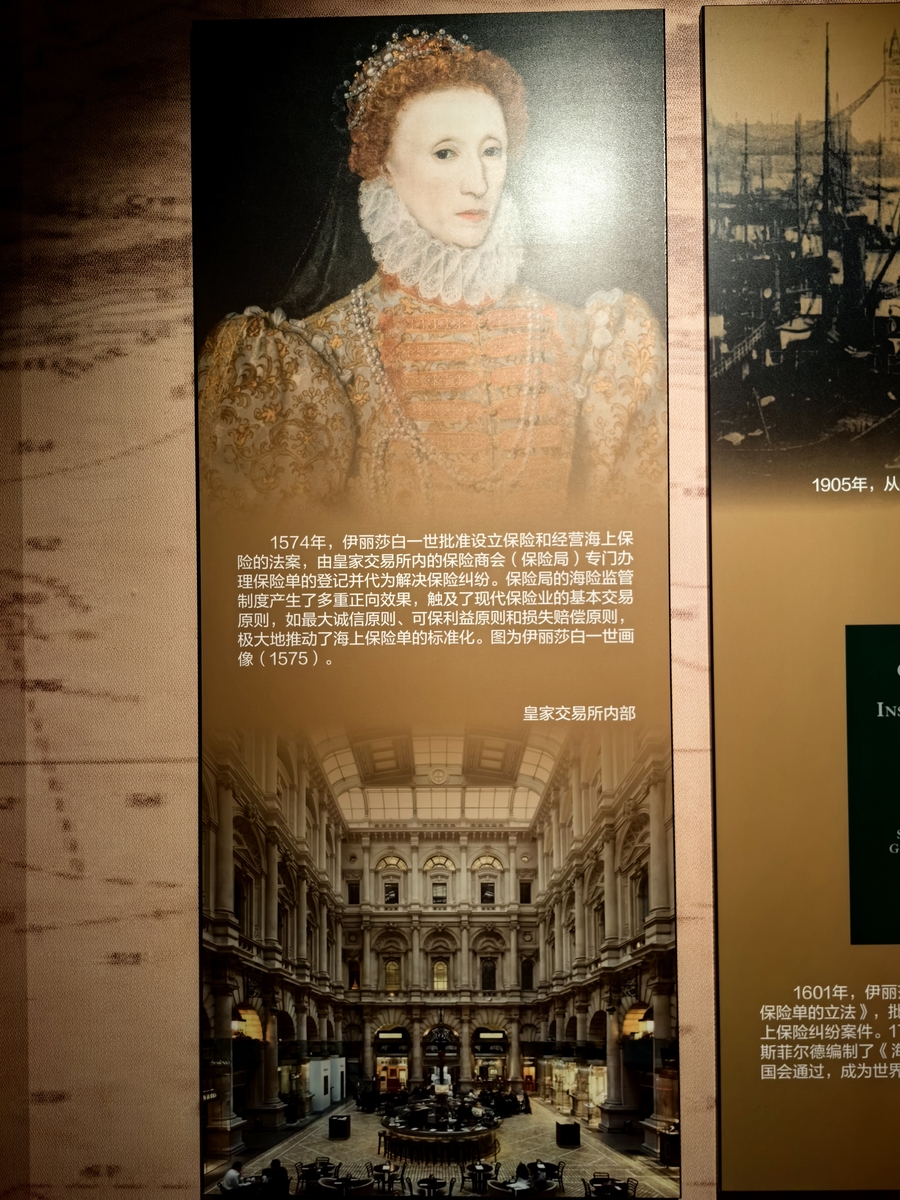 1574年，伊丽莎白一世批准设立保险和经营海上保
险的法案，由皇家交易所内的保险商会（保险局）专门办
理保险单的登记并代为解决保险纠纷。保险局的海险监管
制度产生了多重正向效果，触及了现代保险业的基本交易
原则，如最大诚信原则、可保利益原则和损失赔偿原则，
极大地推动了海上保险单的标准化。图为伊丽莎白一世画
像（1575）。
皇家交易所内部
1905年，从
INS
S
G
1601年，伊丽
保险单的立法》，批
上保险纠纷案件。17
斯菲尔德编制了《海
国会通过，成为世界